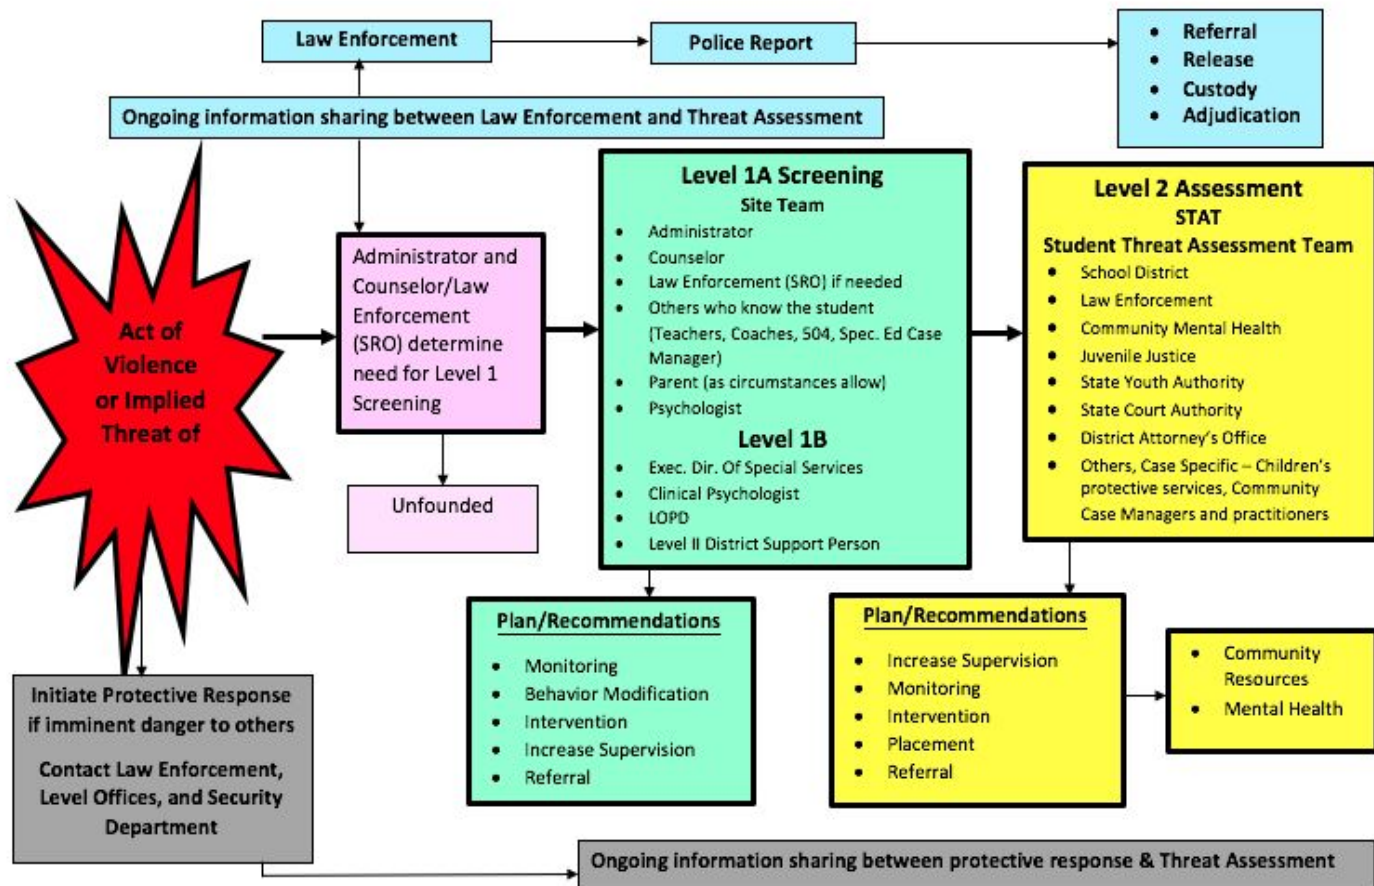 Law Enforcement
Police Report
• Referral
• Release
• Custody
• Adjudication
Ongoing information sharing between Law Enforcement and Threat Assessment
Act of
Violence
or Implied
Threat of
Administrator and
Counselor/Law
Enforcement
(SRO) determine
need for Level 1
Screening
Unfounded
Level 1A Screening
Site Team
• Administrator
• Counselor
• Law Enforcement (SRO) if needed
• Others who know the student
(Teachers, Coaches, 504, Spec. Ed Case
Manager)
• Parent (as circumstances allow)
• Psychologist
Level 1B
• Exec. Dir. Of Special Services
• Clinical Psychologist
• LOPD
• Level II District Support Person
Level 2 Assessment
STAT
Student Threat Assessment Team
• School District
• Law Enforcement
• Community Mental Health
• Juvenile Justice
• State Youth Authority
• State Court Authority
• District Attorney's Office
• Others, Case Specific – Children's
protective services, Community
Case Managers and practitioners
Plan/Recommendations
• Monitoring
• Behavior Modification
• Intervention
• Increase Supervision
• Referral
Plan/Recommendations
• Increase Supervision
• Monitoring
• Intervention
• Placement
• Referral
• Community
Resources
• Mental Health
Initiate Protective Response
if imminent danger to others
Contact Law Enforcement,
Level Offices, and Security
Department
Ongoing information sharing between protective response & Threat Assessment